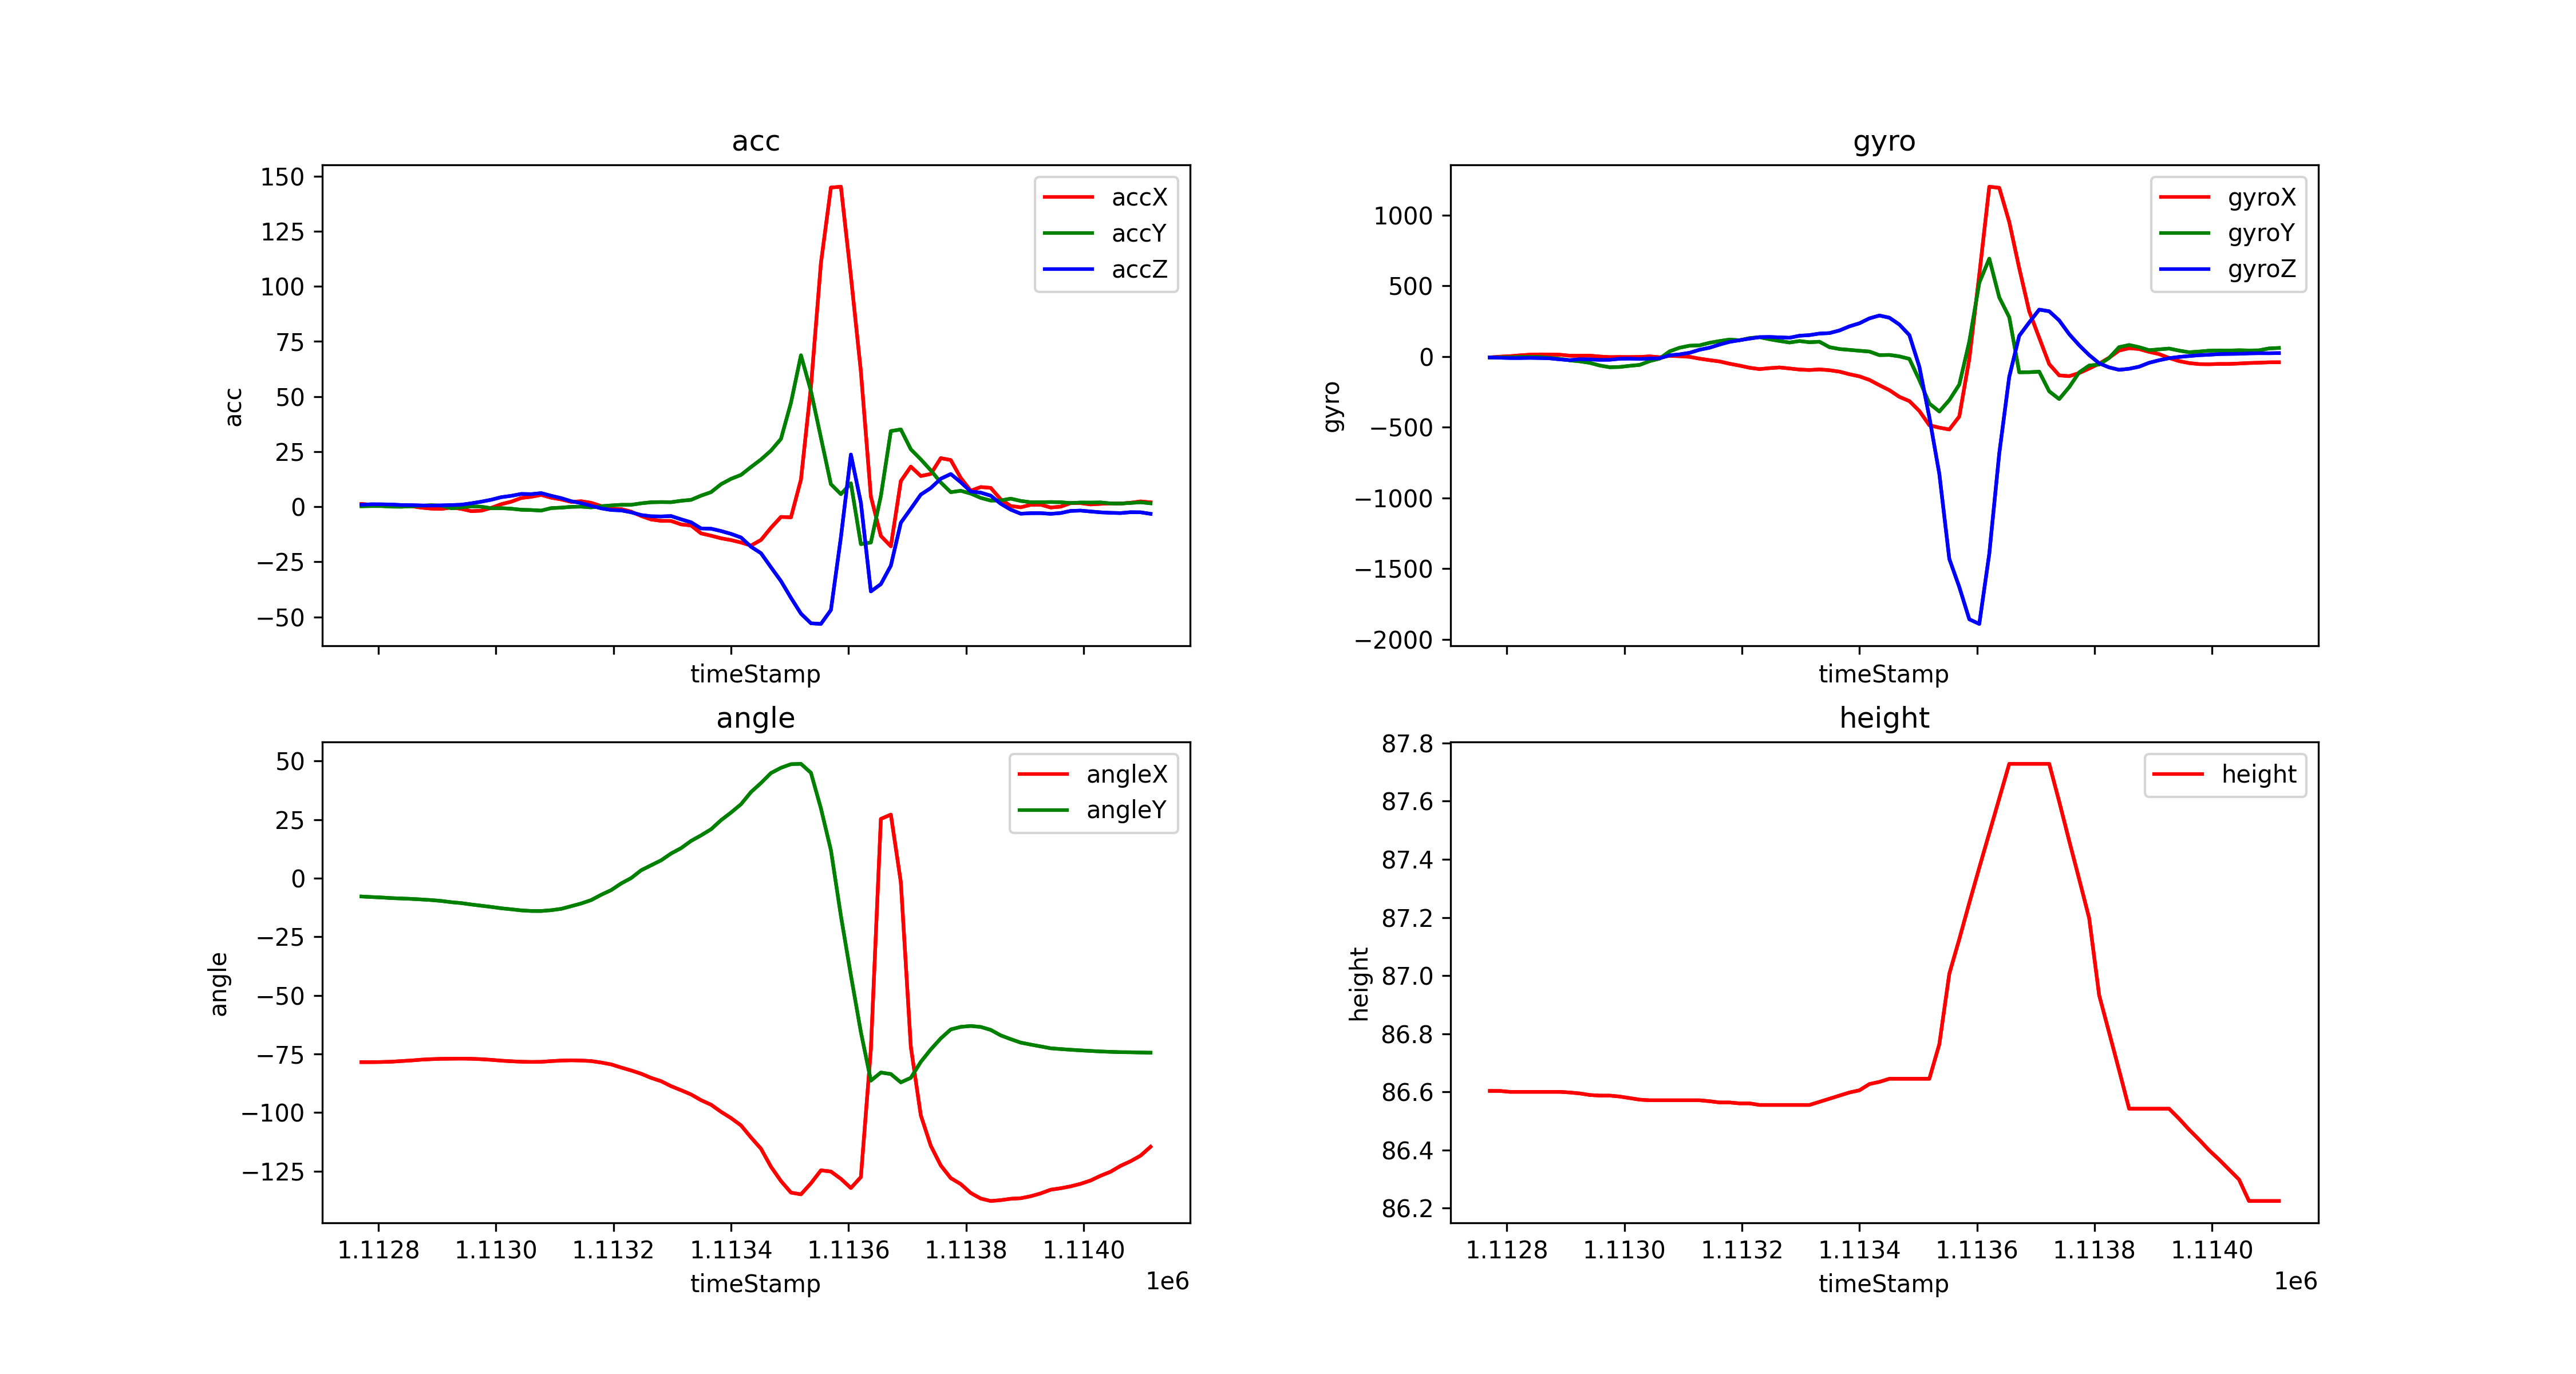 acc
150
125
100
75
50
25
0
−25
−50
acc
accX
accY
accZ
timeStamp
gyro
1000
500
0
−500
−1000
−1500
−2000
gyro
gyroX
gyroY
gyroZ
timeStamp
angle
50
25
0
−25
−50
−75
−100
−125
angle
angleX
angleY
1.1128 1.1130 1.1132 1.1134 1.1136 1.1138 1.1140
1e6
timeStamp
height
87.8
87.6
87.4
87.2
87.0
86.8
86.6
86.4
86.2
height
height
1.1128 1.1130 1.1132 1.1134 1.1136 1.1138 1.1140
1e6
timeStamp